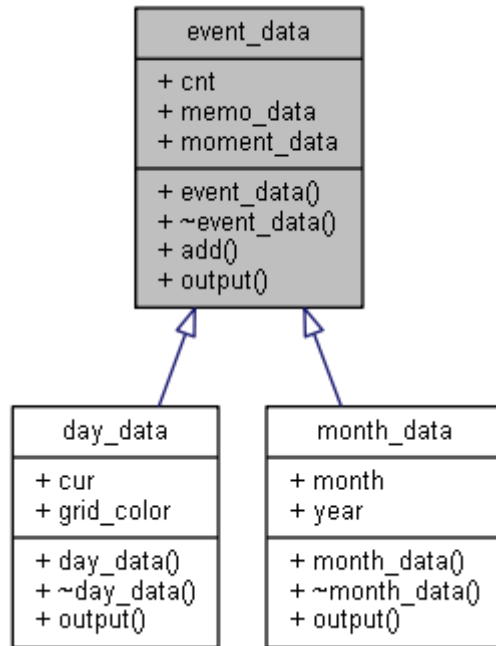 event_data
+ cnt
+ memo_data
+ moment_data
+ event_data()
+ ~event_data()
+ add()
+ output()
day_data
+ cur
+ grid_color
+ day_data()
+ ~day_data()
+ output()
month_data
+ month
+ year
+ month_data()
+ ~month_data()
+ output()